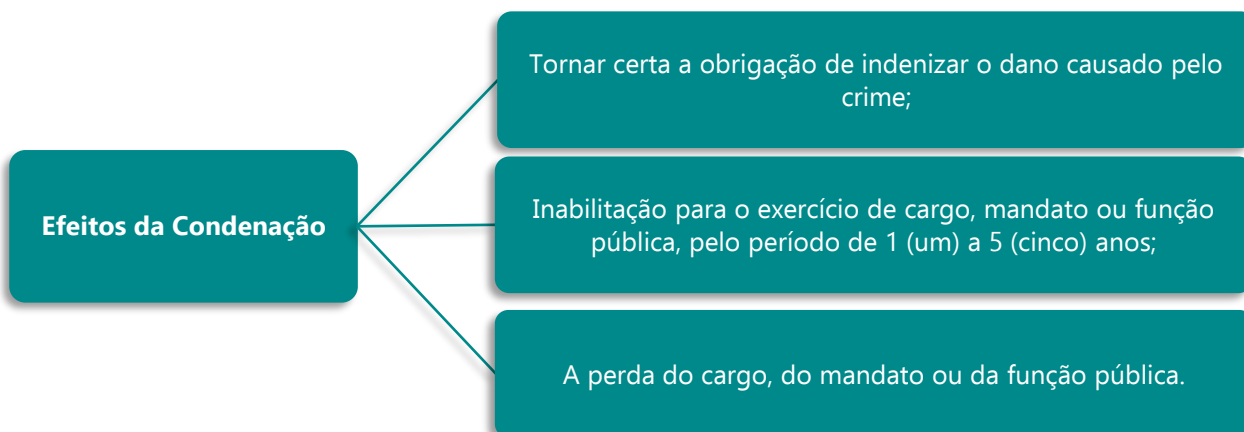 Efeitos da Condenação
Tornar certa a obrigação de indenizar o dano causado pelo
crime;
Inabilitação para o exercício de cargo, mandato ou função
pública, pelo período de 1 (um) a 5 (cinco) anos;
A perda do cargo, do mandato ou da função pública.